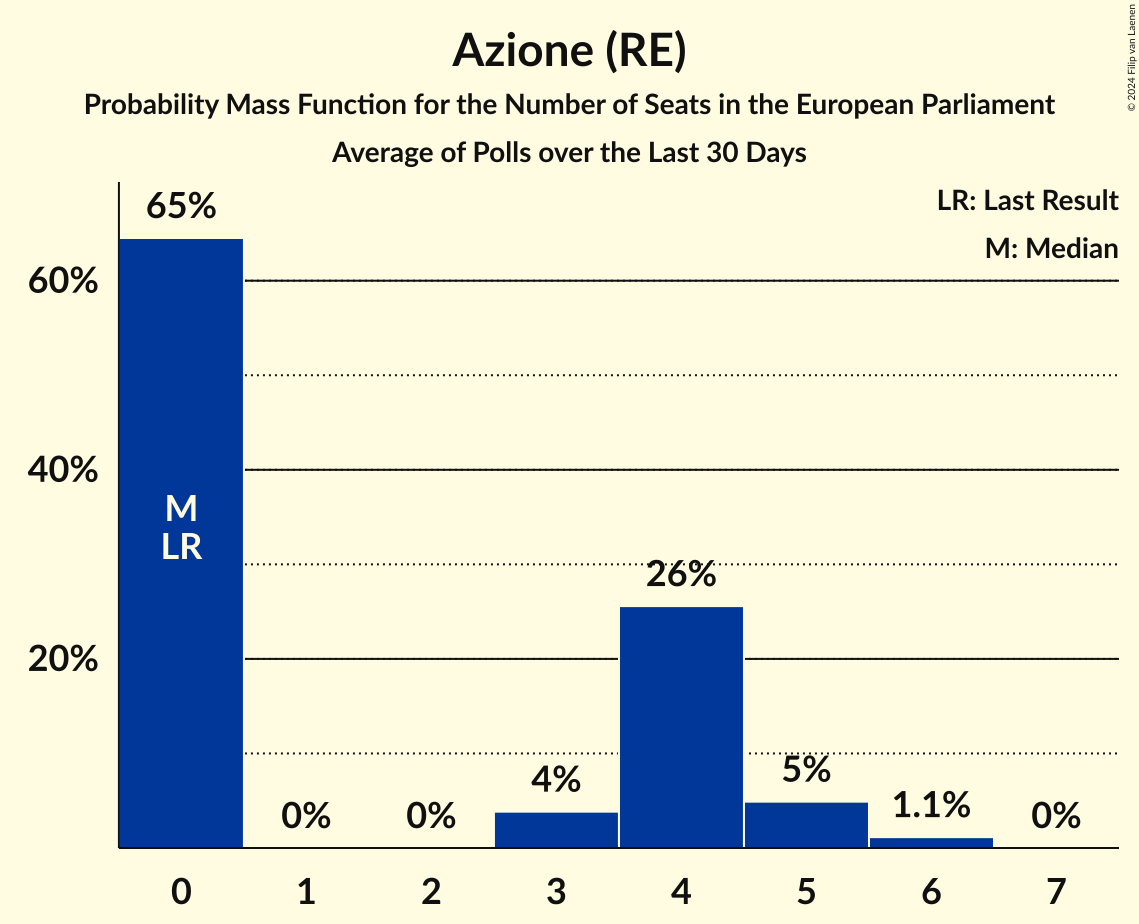 Azione (RE)
Probability Mass Function for the Number of Seats in the European Parliament
Average of Polls over the Last 30 Days
© 2024 Filip van Laenen
LR: Last Result
M: Median
65%
60%
40%
20%
M
LR
0%
0%
4%
26%
5%
1.1%
0%
0
1
2
3
4
5
6
7